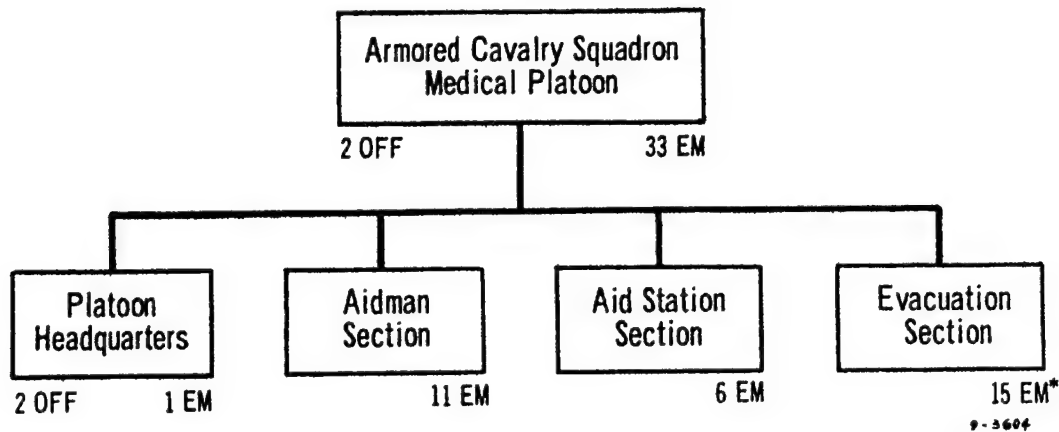 Armored Cavalry Squadron
Medical Platoon
2 OFF 33 EM
Platoon
Headquarters
2 OFF 1 EM
Aidman
Section
11 EM
Aid Station
Section
6 EM
Evacuation
Section
15 EM*
9-3604